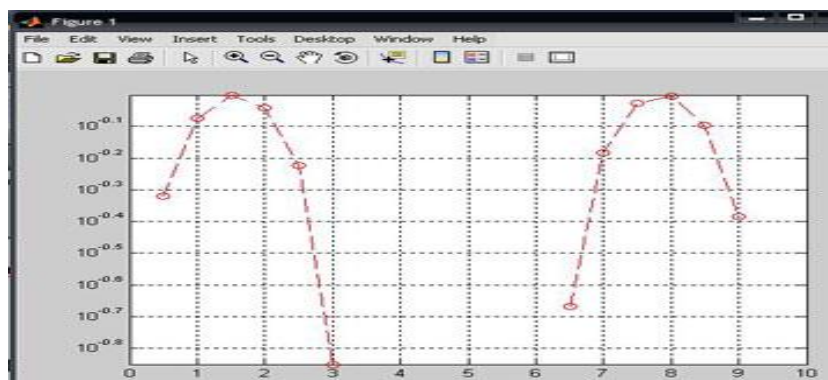 Figure 1
File Edit View Insert Tools Desktop Window Help
10^-0.1
10^-0.2
10^-0.3
10^-0.4
10^-0.5
10^-0.6
10^-0.7
10^-0.8
0 1 2 3 4 5 6 7 8 9 10